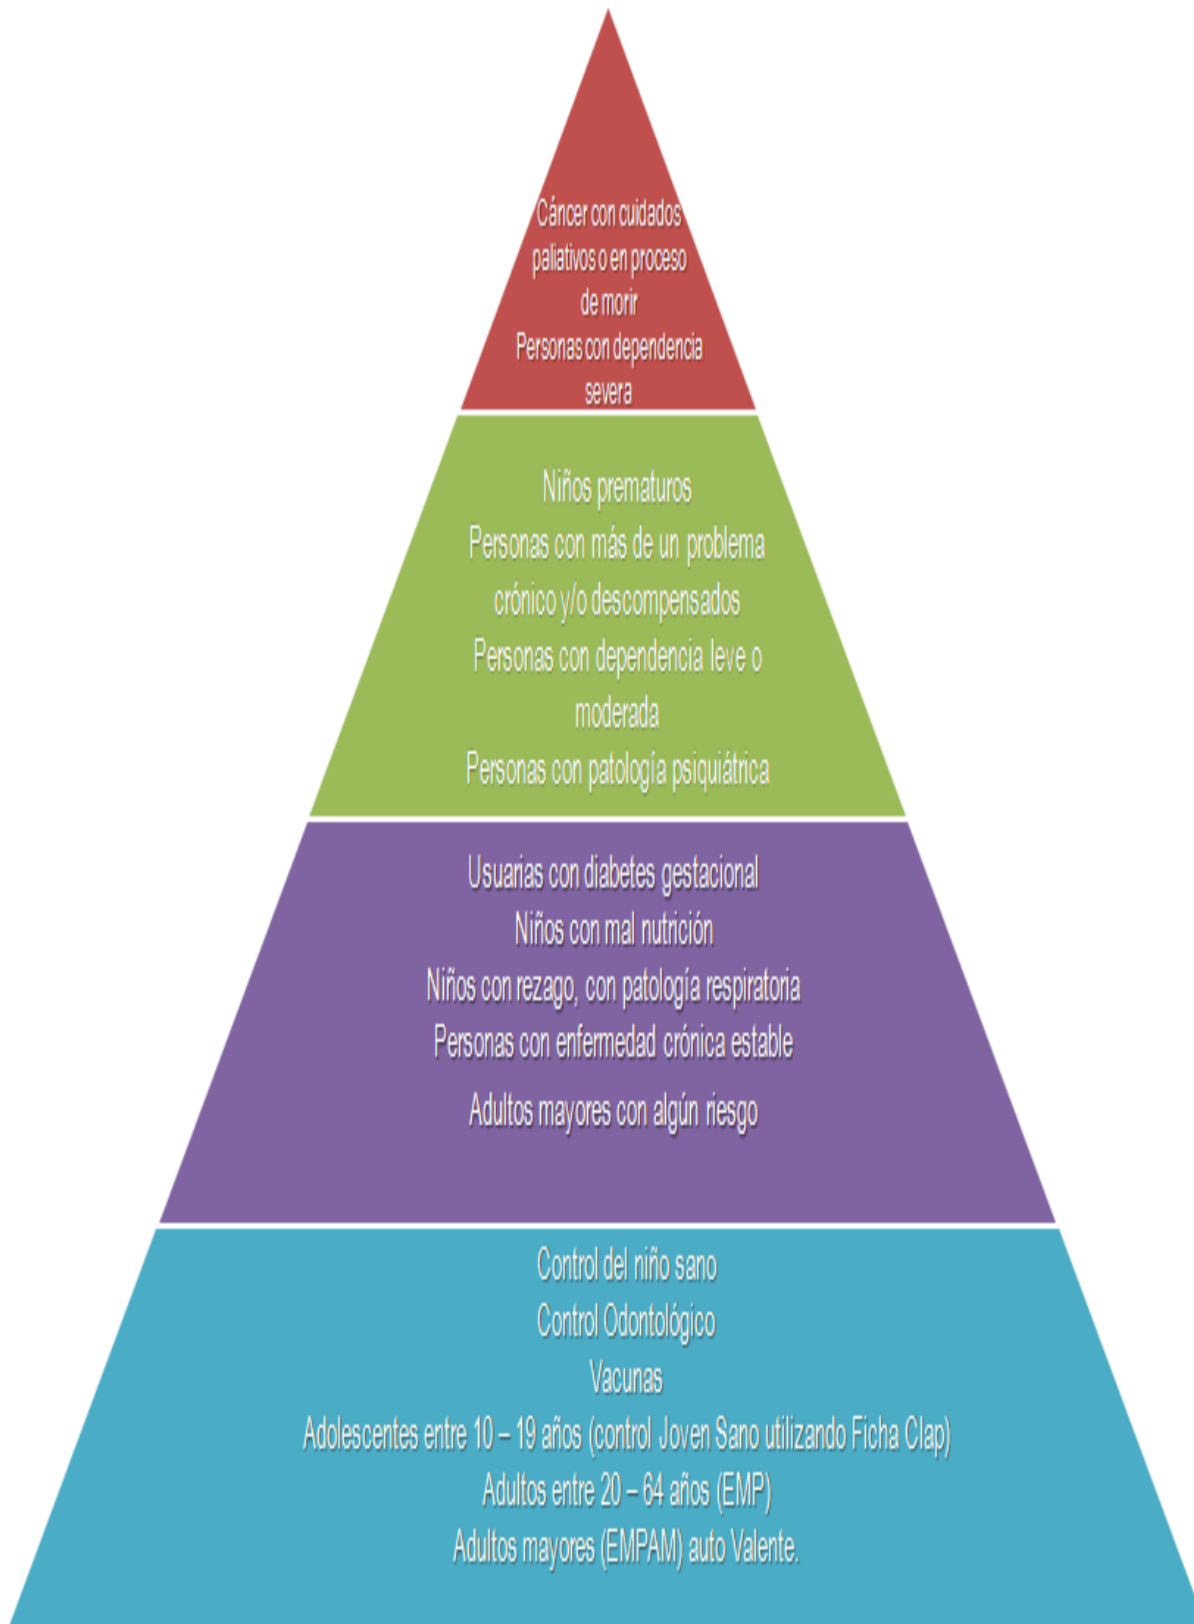 Cáncer con cuidados
paliativos o en proceso
de morir
Personas con dependencia
severa
Niños prematuros
Personas con más de un problema
crónico y/o descompensados
Personas con dependencia leve o
moderada
Personas con patología psiquiátrica
Usuarias con diabetes gestacional
Niños con mal nutrición
Niños con rezago, con patología respiratoria
Personas con enfermedad crónica estable
Adultos mayores con algún riesgo
Control del niño sano
Control Odontológico
Vacunas
Adolescentes entre 10 – 19 años (control Joven Sano utilizando Ficha Clap)
Adultos entre 20 – 64 años (EMP)
Adultos mayores (EMPAM) auto Valente.